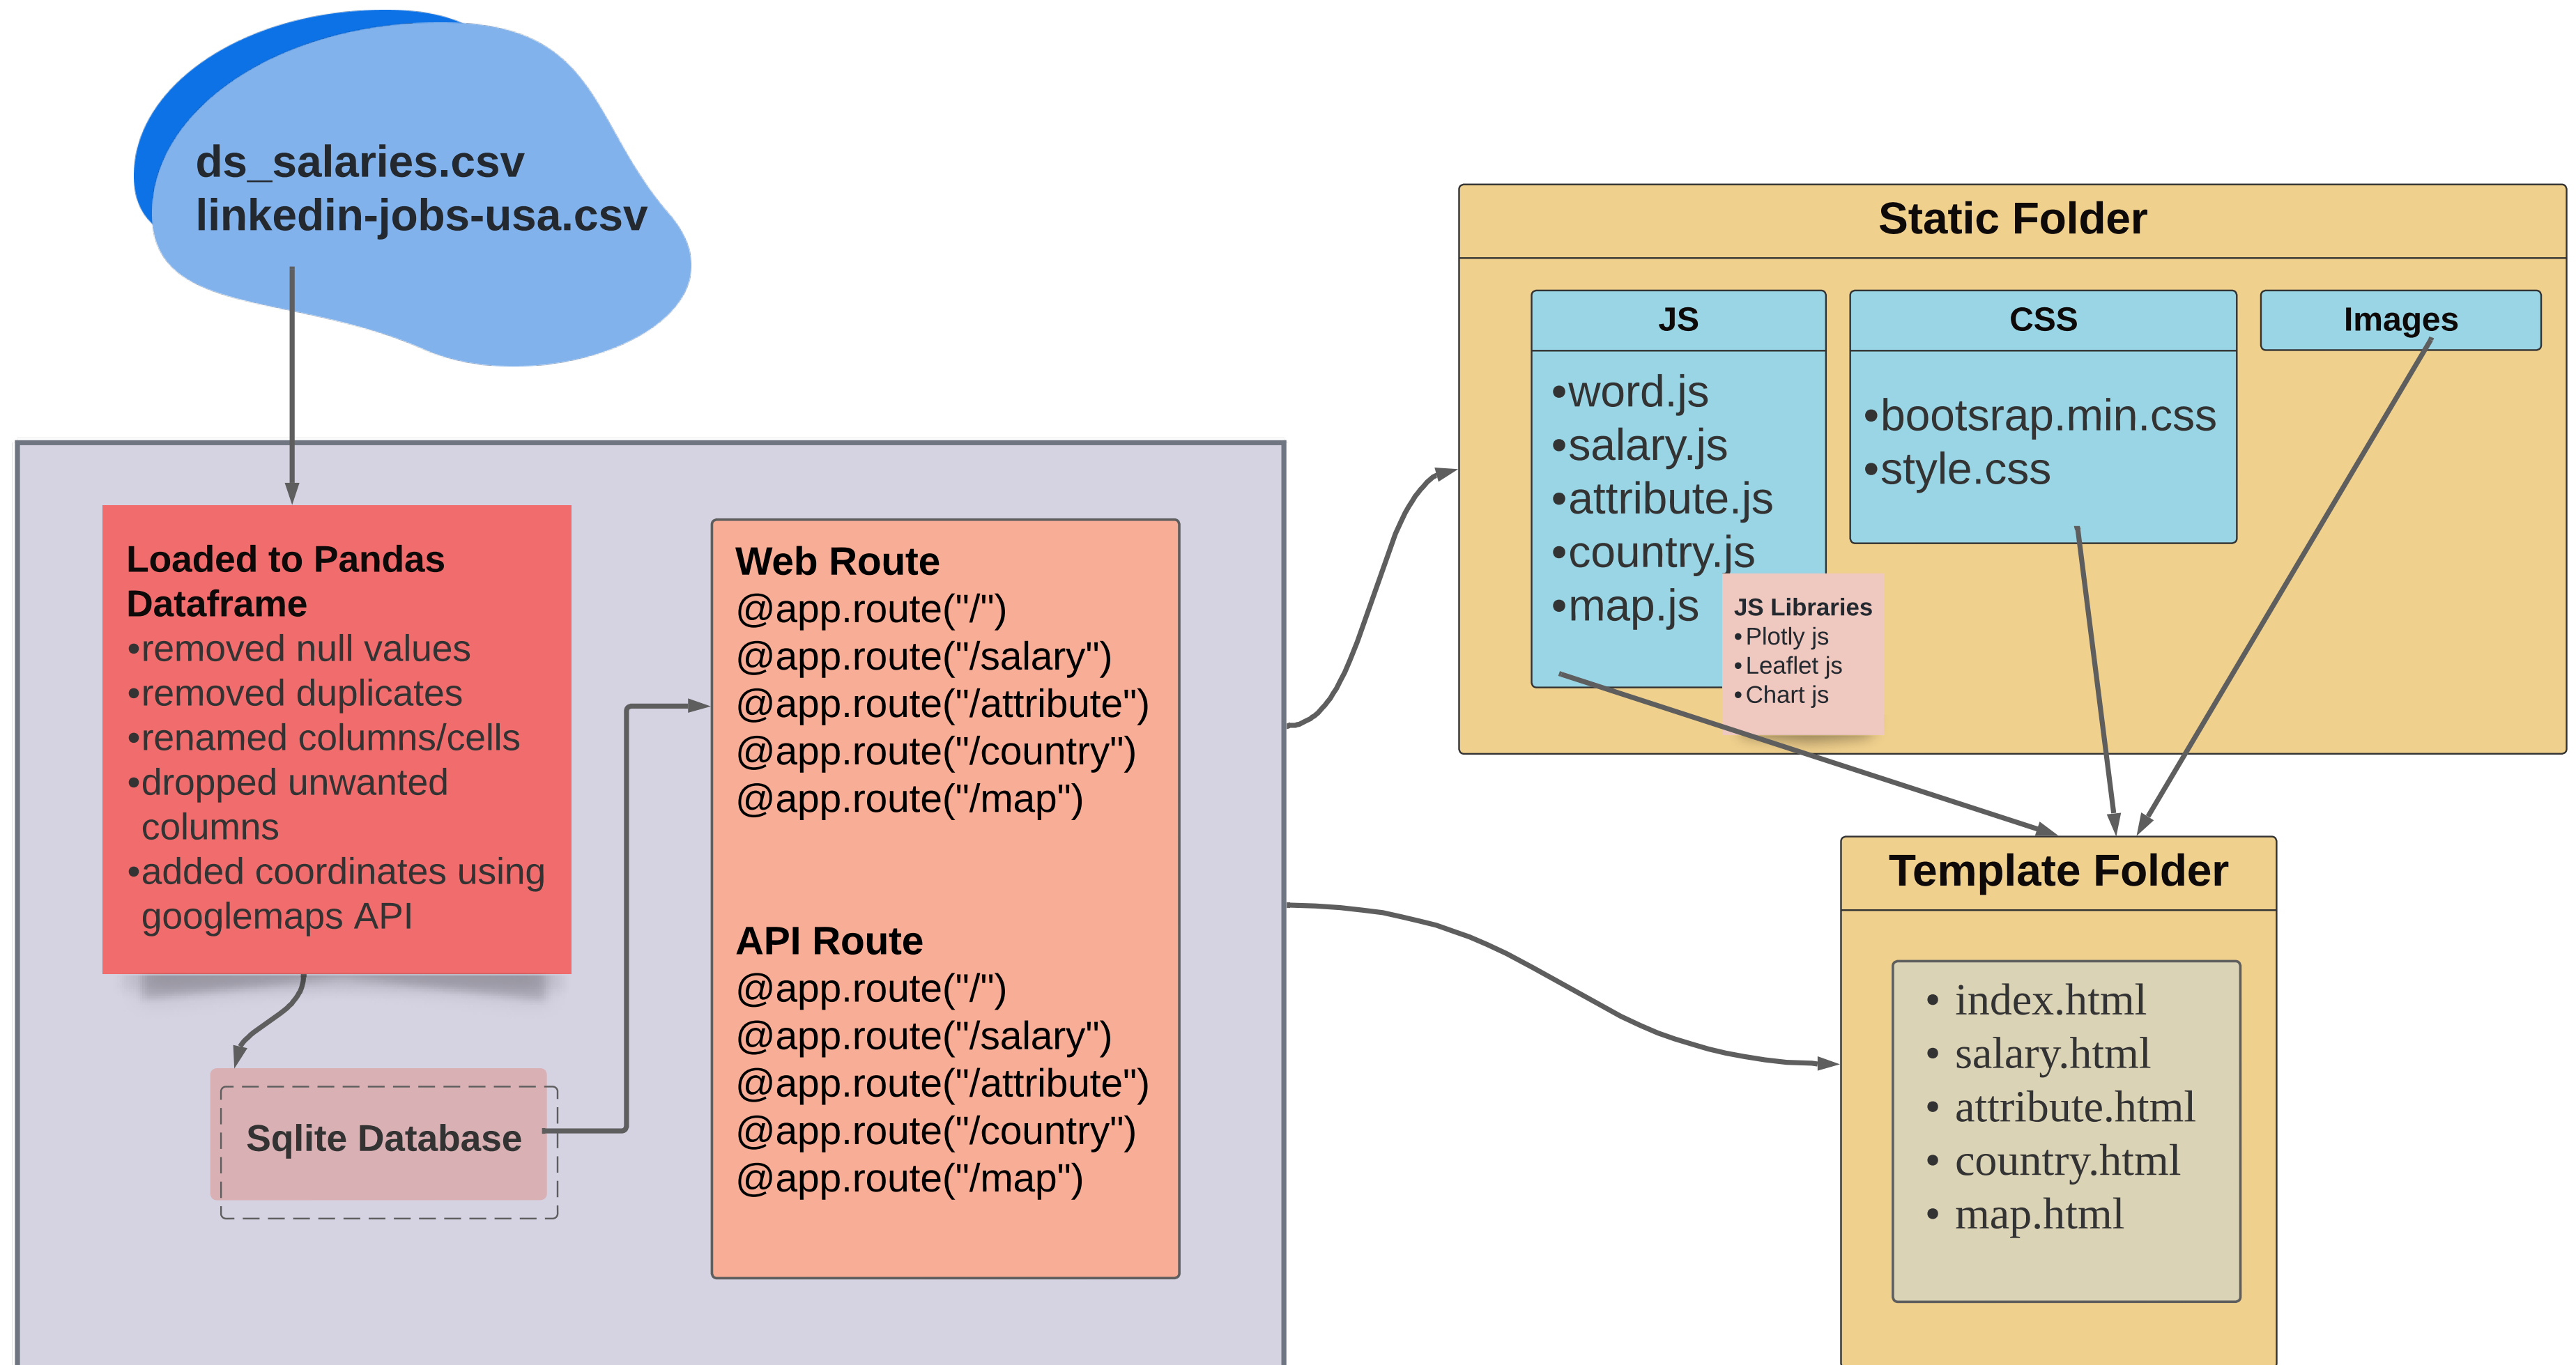 ds_salaries.csv
linkedin-jobs-usa.csv
Loaded to Pandas
Dataframe
•removed null values
•removed duplicates
•renamed columns/cells
•dropped unwanted
columns
•added coordinates using
googlemaps API
Sqlite Database
Web Route
@app.route("/")
@app.route("/salary")
@app.route("/attribute")
@app.route("/country")
@app.route("/map")
API Route
@app.route("/")
@app.route("/salary")
@app.route("/attribute")
@app.route("/country")
@app.route("/map")
Static Folder
JS
•word.js
•salary.js
•attribute.js
•country.js
•map.js
JS Libraries
•Plotly js
•Leaflet js
•Chart js
CSS
•bootsrap.min.css
•style.css
Images
Template Folder
• index.html
• salary.html
• attribute.html
• country.html
• map.html